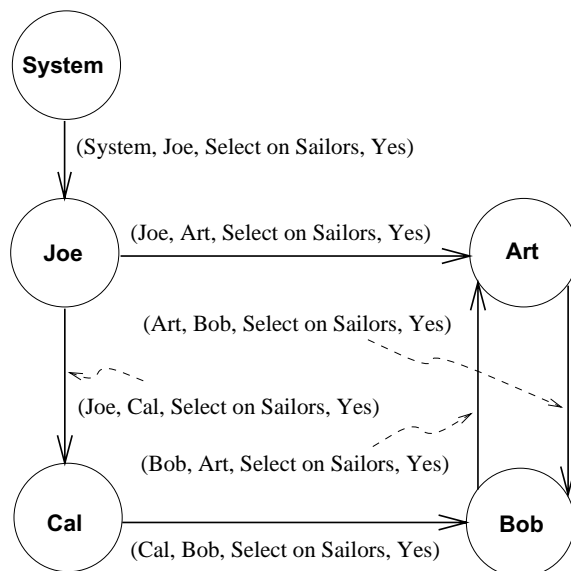 System
(System, Joe, Select on Sailors, Yes)
(Joe, Art, Select on Sailors, Yes)
Joe
Art
(Art, Bob, Select on Sailors, Yes)
(Joe, Cal, Select on Sailors, Yes)
(Bob, Art, Select on Sailors, Yes)
Cal
Bob
(Cal, Bob, Select on Sailors, Yes)